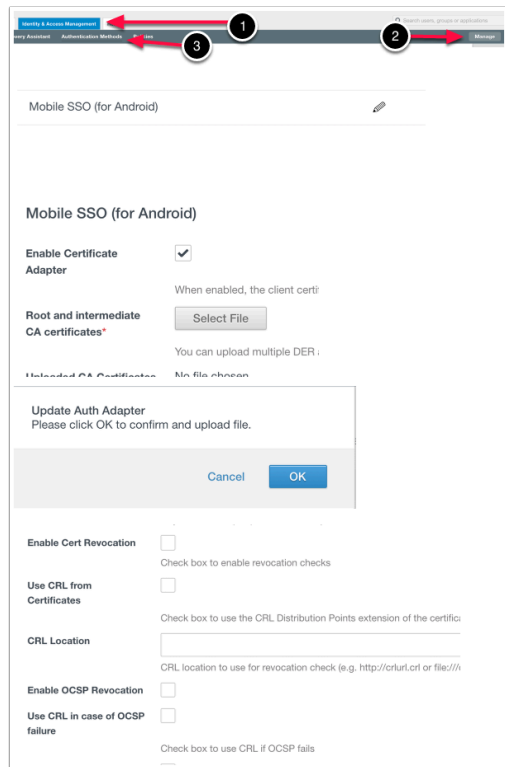 Identity & Access Management
1
Search users, groups or applications
Authentication Methods
3
2
Manage
Mobile SSO (for Android)
Mobile SSO (for Android)
Enable Certificate
Adapter
When enabled, the client certi
Root and intermediate
CA certificates*
Select File
You can upload multiple DER
Uploaded CA Certificates
No file chosen
Update Auth Adapter
Please click OK to confirm and upload file.
Cancel
OK
Enable Cert Revocation
Check box to enable revocation checks
Use CRL from
Certificates
Check box to use the CRL Distribution Points extension of the certifica
CRL Location
CRL location to use for revocation check (e.g. http://crlurl.crl or file:///
Enable OCSP Revocation
Use CRL in case of OCSP
failure
Check box to use CRL if OCSP fails